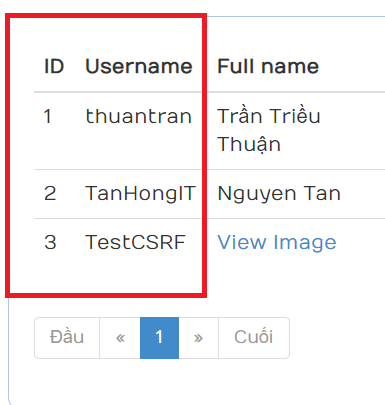 ID Username Full name
1 thuantran Trần Triều
Thuận
2 TanHongIT Nguyen Tan
3 TestCSRF View Image
Đầu « 1 » Cuối